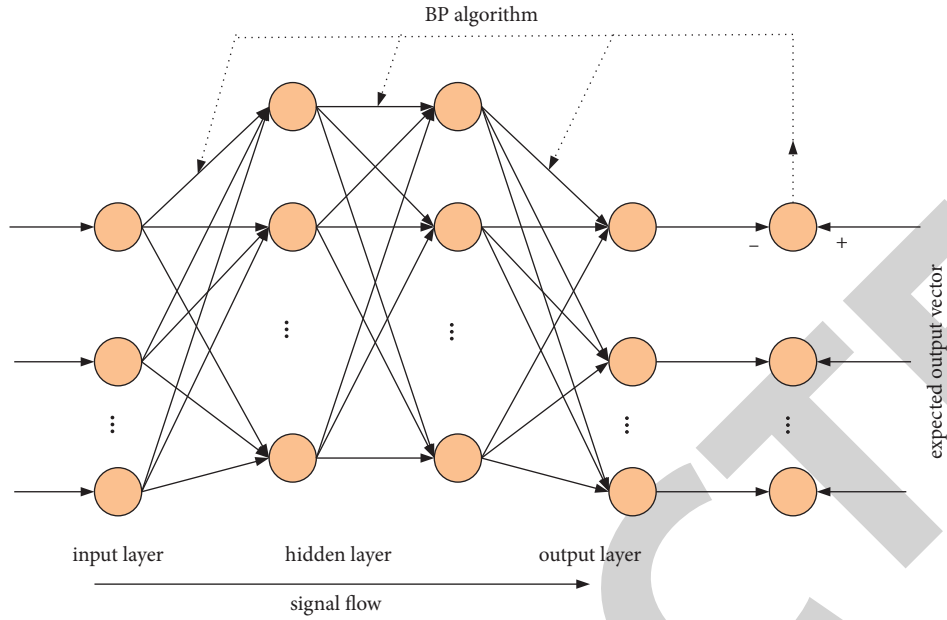 BP algorithm
–
+
expected output vector
input layer
hidden layer
output layer
signal flow